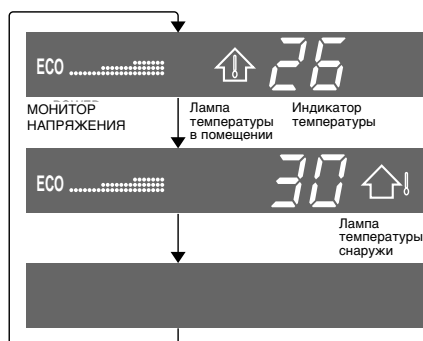 ECO 26
МОНИТОР
НАПРЯЖЕНИЯ
Лампа
температуры
в помещении
Индикатор
температуры
ECO 30
Лампа
температуры
снаружи